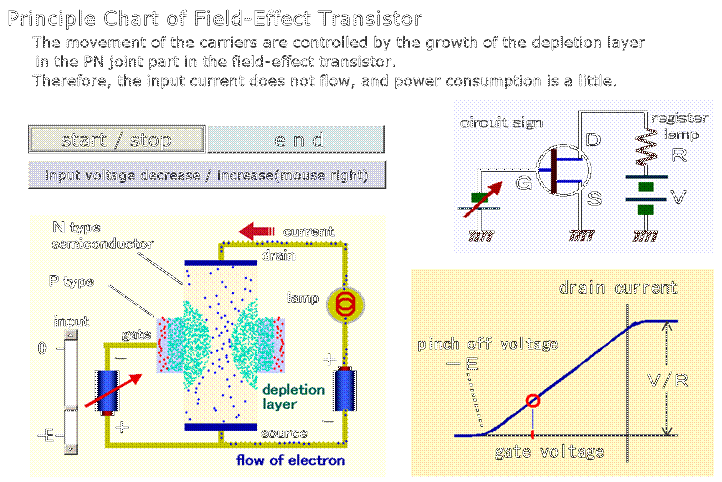 Principle Chart of Field-Effect Transistor
The movement of the carriers are controlled by the growth of the depletion layer
in the PN joint part in the field-effect transistor.
Therefore, the input current does not flow, and power consumption is a little.
start / stop
e n d
Input voltage decrease / increase(mouse right)
circuit sign
register
lamp
D
R
G
S
V
N type
semiconductor
current
drain
P type
lamp
input
gate
0
−
+
depletion
layer
-E
+
source
−
flow of electron
drain current
pinch off voltage
−E
V/R
gate voltage